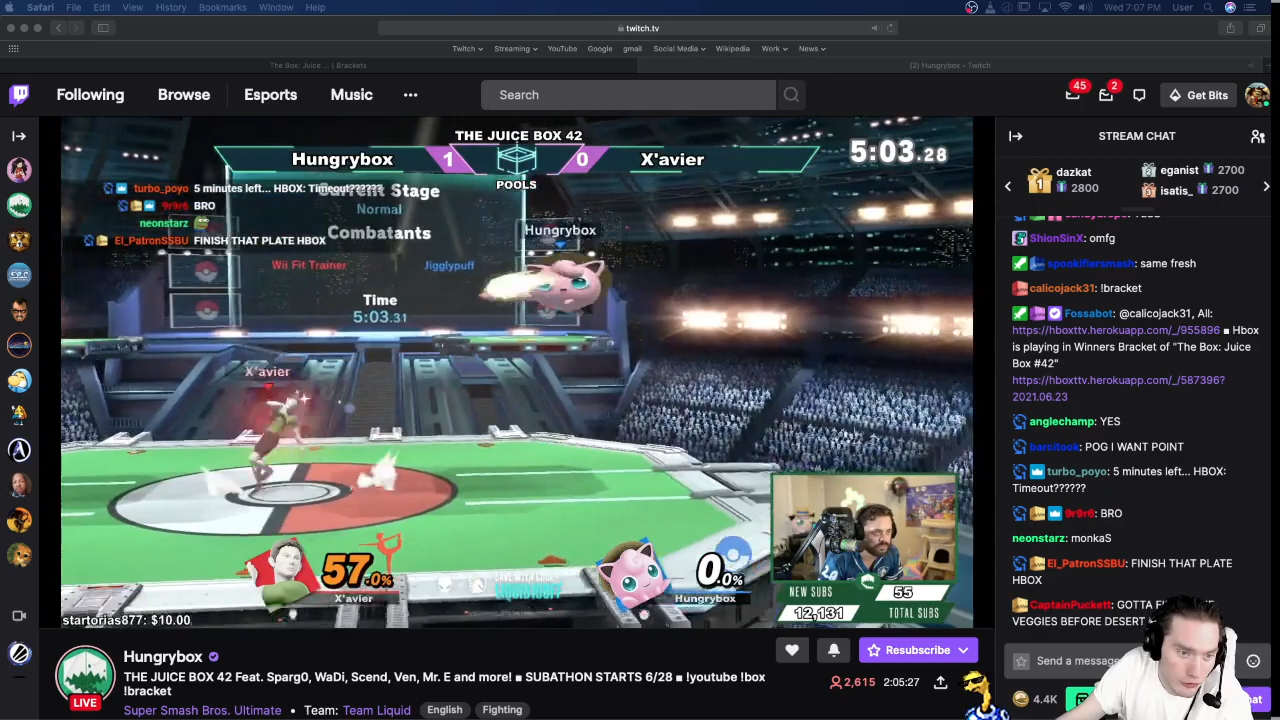 Safari File Edit View History Bookmarks Window Help
Wed 7:07 PM User
twitch.tv
Twitch Streaming YouTube Google gmail Social Media Wikipedia Work News
The Box: Juice ... | Brackets
(2) Hungrybox - Twitch
Following Browse Esports Music
Search
45
2
Get Bits
THE JUICE BOX 42
Hungrybox 1 0 X'avier
POOLS
5:03.28
turbo_poyo 5 minutes left... HBOX: Timeout??????
9r9r6 BRO
neonstarz
El_PatronSSBU FINISH THAT PLATE HBOX
Current Stage
Normal
Combatants
Wii Fit Trainer Jigglypuff
Time
5:03.31
Hungrybox
X'avier
57.0%
X'avier
0.0%
Hungrybox
NEW SUBS 55
12,131 TOTAL SUBS
startorias877: $10.00
STREAM CHAT
1 dazkat
2800
eganist 2700
isatis_ 2700
ShionSinX: omfg
spookifiersmash: same fresh
calicojack31: !bracket
Fossabot: @calicojack31, All:
https://hboxttv.herokuapp.com/_/955896 ■ Hbox
is playing in Winners Bracket of "The Box: Juice
Box #42"
https://hboxttv.herokuapp.com/_/587396?
2021.06.23
anglechamp: YES
barcitook: POG I WANT POINT
turbo_poyo: 5 minutes left... HBOX:
Timeout??????
9r9r6: BRO
neonstarz: monkaS
El_PatronSSBU: FINISH THAT PLATE
HBOX
CaptainPuckett: GOTTA
VEGGIES BEFORE DESERT
Send a message
4.4K
Hungrybox
LIVE
THE JUICE BOX 42 Feat. Sparg0, WaDi, Scend, Ven, Mr. E and more! ■ SUBATHON STARTS 6/28 ■ !youtube !box
!bracket
Super Smash Bros. Ultimate • Team: Team Liquid English Fighting
Resubscribe
2,615 2:05:27